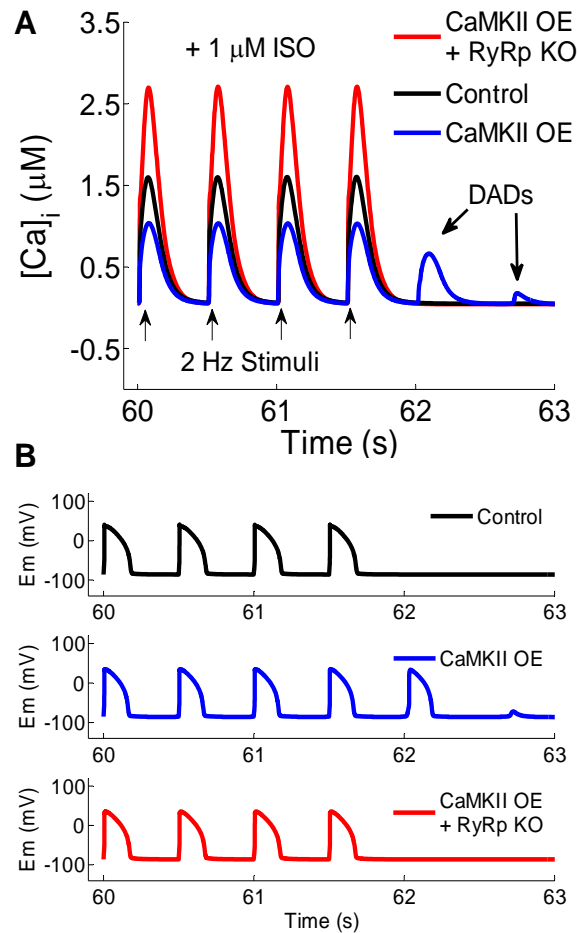 A
+ 1 μM ISO
CaMKII OE
+ RyRp KO
Control
CaMKII OE
DADs
[Ca]i (μM)
3.5
2.5
1.5
0.5
-0.5
2 Hz Stimuli
60 61 62 63
Time (s)
B
Em (mV)
100
0
-100
Control
60 61 62 63
Em (mV)
100
0
-100
CaMKII OE
60 61 62 63
Em (mV)
100
0
-100
CaMKII OE
+ RyRp KO
60 61 62 63
Time (s)